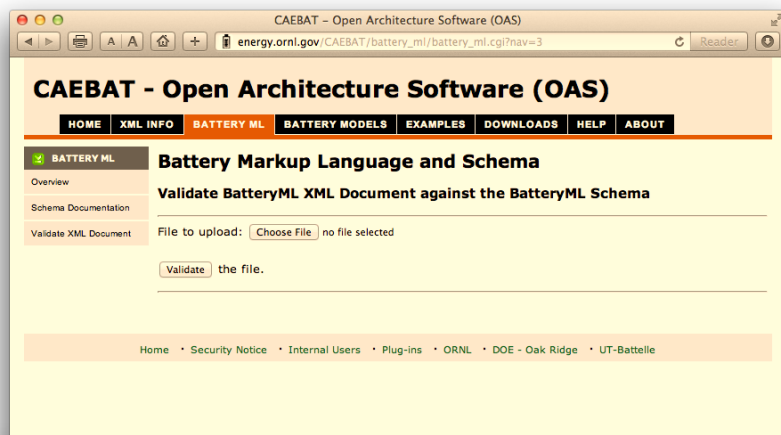 CAEBAT – Open Architecture Software (OAS)
A A + energy.ornl.gov/CAEBAT/battery_ml/battery_ml.cgi?nav=3 Reader
CAEBAT - Open Architecture Software (OAS)
HOME XML INFO BATTERY ML BATTERY MODELS EXAMPLES DOWNLOADS HELP ABOUT
BATTERY ML
Overview
Schema Documentation
Validate XML Document
Battery Markup Language and Schema
Validate BatteryML XML Document against the BatteryML Schema
File to upload: Choose File no file selected
Validate the file.
Home · Security Notice · Internal Users · Plug-ins · ORNL · DOE - Oak Ridge · UT-Battelle